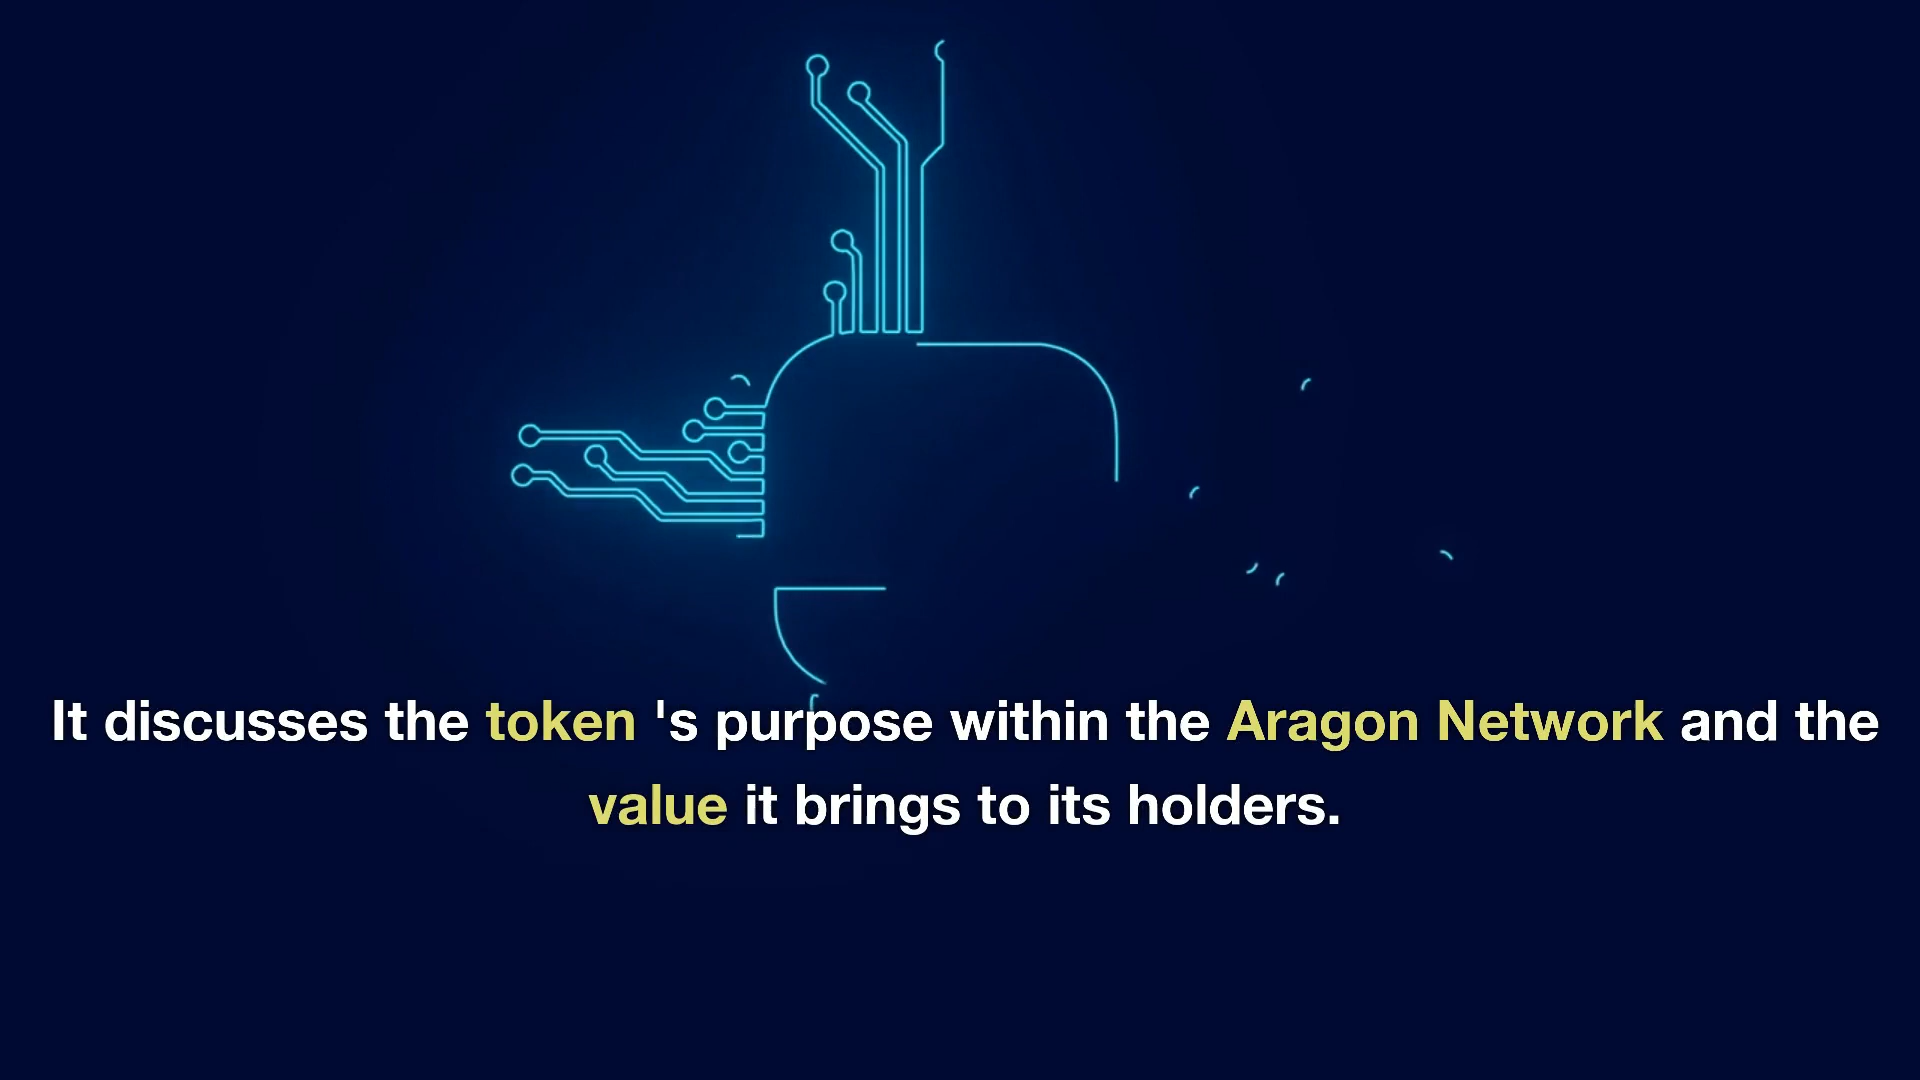 It discusses the token 's purpose within the Aragon Network and the
value it brings to its holders.